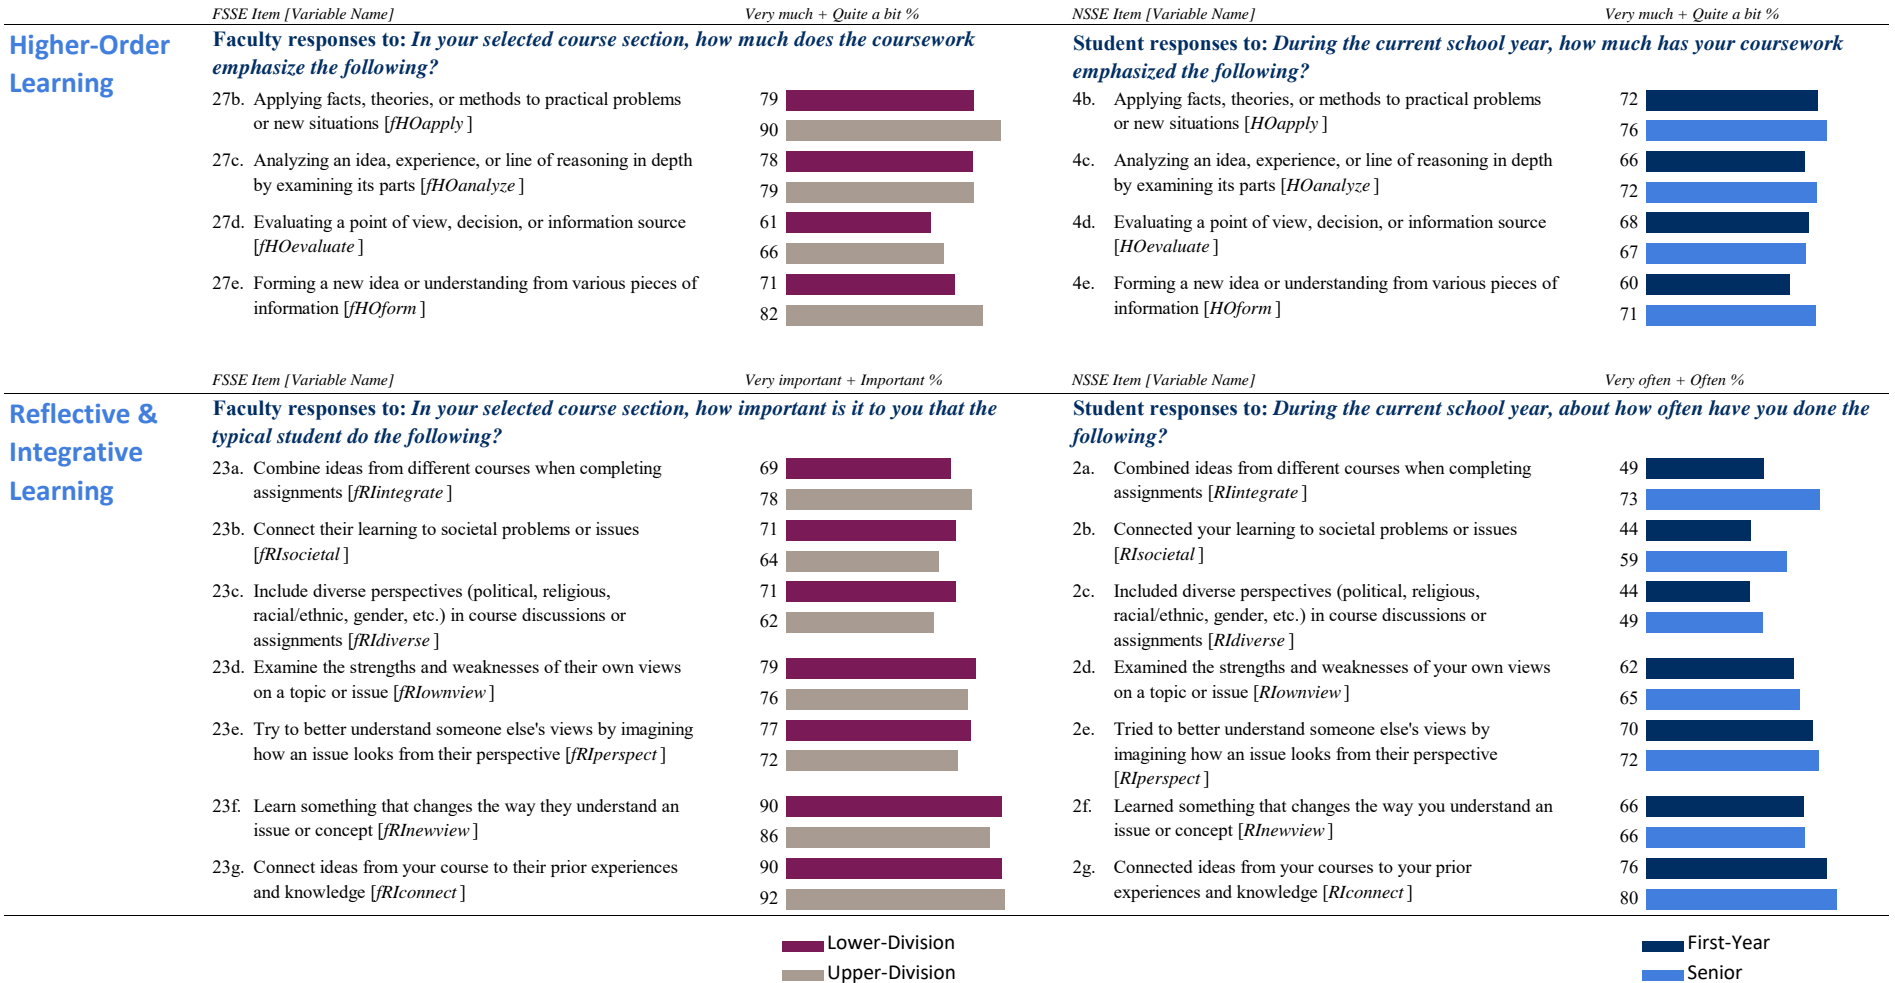 FSSE Item [Variable Name] Very much + Quite a bit % NSSE Item [Variable Name] Very much + Quite a bit %
Higher-Order
Learning
Faculty responses to: In your selected course section, how much does the coursework
emphasize the following?
27b. Applying facts, theories, or methods to practical problems 79
or new situations [fHOapply ] 90
27c. Analyzing an idea, experience, or line of reasoning in depth 78
by examining its parts [fHOanalyze ] 79
27d. Evaluating a point of view, decision, or information source 61
[fHOevaluate ] 66
27e. Forming a new idea or understanding from various pieces of 71
information [fHOform ] 82
Student responses to: During the current school year, how much has your coursework
emphasized the following?
4b. Applying facts, theories, or methods to practical problems 72
or new situations [HOapply ] 76
4c. Analyzing an idea, experience, or line of reasoning in depth 66
by examining its parts [HOanalyze ] 72
4d. Evaluating a point of view, decision, or information source 68
[HOevaluate ] 67
4e. Forming a new idea or understanding from various pieces of 60
information [HOform ] 71
FSSE Item [Variable Name] Very important + Important % NSSE Item [Variable Name] Very often + Often %
Reflective &
Integrative
Learning
Faculty responses to: In your selected course section, how important is it to you that the
typical student do the following?
23a. Combine ideas from different courses when completing 69
assignments [fRIintegrate ] 78
23b. Connect their learning to societal problems or issues 71
[fRIsocietal ] 64
23c. Include diverse perspectives (political, religious, 71
racial/ethnic, gender, etc.) in course discussions or 62
assignments [fRIdiverse ]
23d. Examine the strengths and weaknesses of their own views 79
on a topic or issue [fRIownview ] 76
23e. Try to better understand someone else's views by imagining 77
how an issue looks from their perspective [fRIperspect ] 72
23f. Learn something that changes the way they understand an 90
issue or concept [fRInewview ] 86
23g. Connect ideas from your course to their prior experiences 90
and knowledge [fRIconnect ] 92
Student responses to: During the current school year, about how often have you done the
following?
2a. Combined ideas from different courses when completing 49
assignments [RIintegrate ] 73
2b. Connected your learning to societal problems or issues 44
[RIsocietal ] 59
2c. Included diverse perspectives (political, religious, 44
racial/ethnic, gender, etc.) in course discussions or 49
assignments [RIdiverse ]
2d. Examined the strengths and weaknesses of your own views 62
on a topic or issue [RIownview ] 65
2e. Tried to better understand someone else's views by 70
imagining how an issue looks from their perspective 72
[RIperspect ]
2f. Learned something that changes the way you understand an 66
issue or concept [RInewview ] 66
2g. Connected ideas from your courses to your prior 76
experiences and knowledge [RIconnect ] 80
Lower-Division
Upper-Division
First-Year
Senior